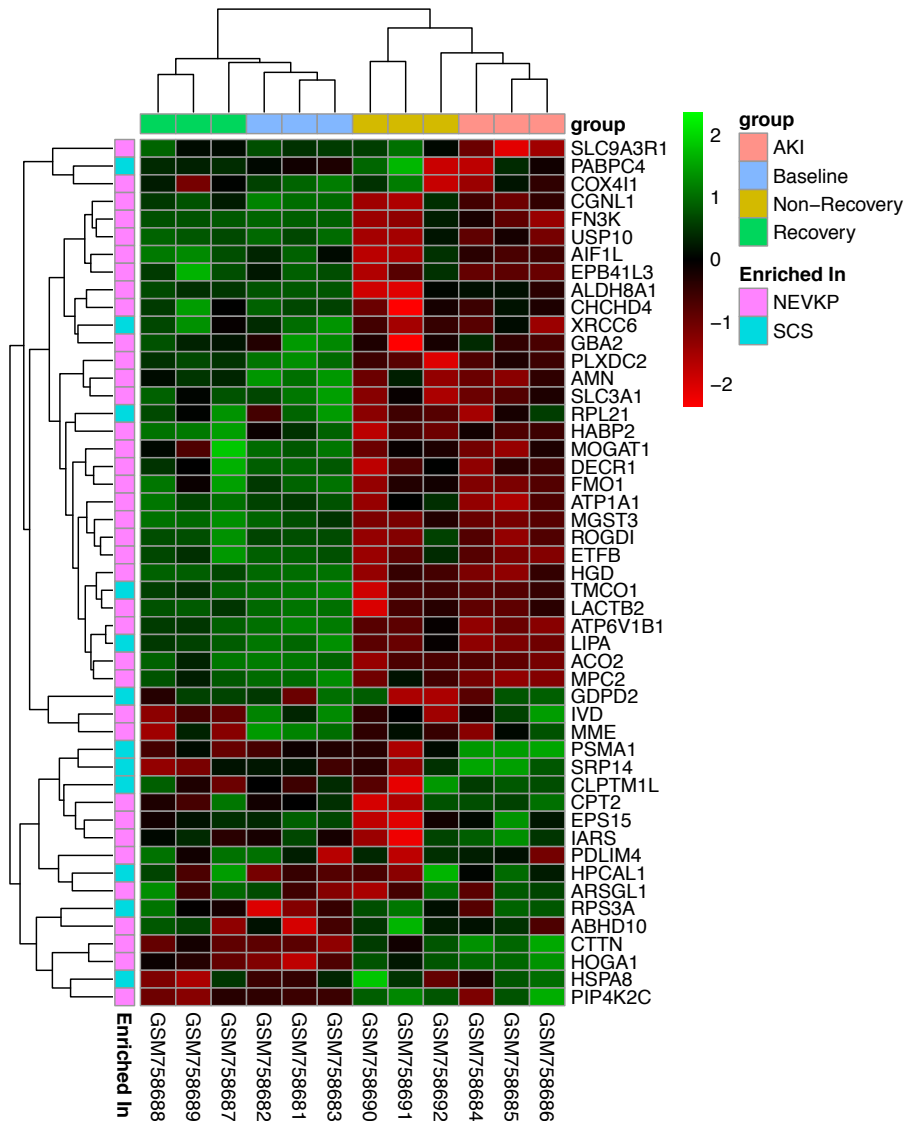 group
SLC9A3R1
PABPC4
COX4I1
CGNL1
FN3K
USP10
AIF1L
EPB41L3
ALDH8A1
CHCHD4
XRCC6
GBA2
PLXDC2
AMN
SLC3A1
RPL21
HABP2
MOGAT1
DECR1
FMO1
ATP1A1
MGST3
ROGDI
ETFB
HGD
TMCO1
LACTB2
ATP6V1B1
LIPA
ACO2
MPC2
GDPD2
IVD
MME
PSMA1
SRP14
CLPTM1L
CPT2
EPS15
IARS
PDLIM4
HPCAL1
ARSGL1
RPS3A
ABHD10
CTTN
HOGA1
HSPA8
PIP4K2C
2
1
0
−1
−2
group
AKI
Baseline
Non−Recovery
Recovery
Enriched In
NEVKP
SCS
Enriched In
GSM758688
GSM758689
GSM758687
GSM758682
GSM758681
GSM758683
GSM758690
GSM758691
GSM758692
GSM758684
GSM758685
GSM758686